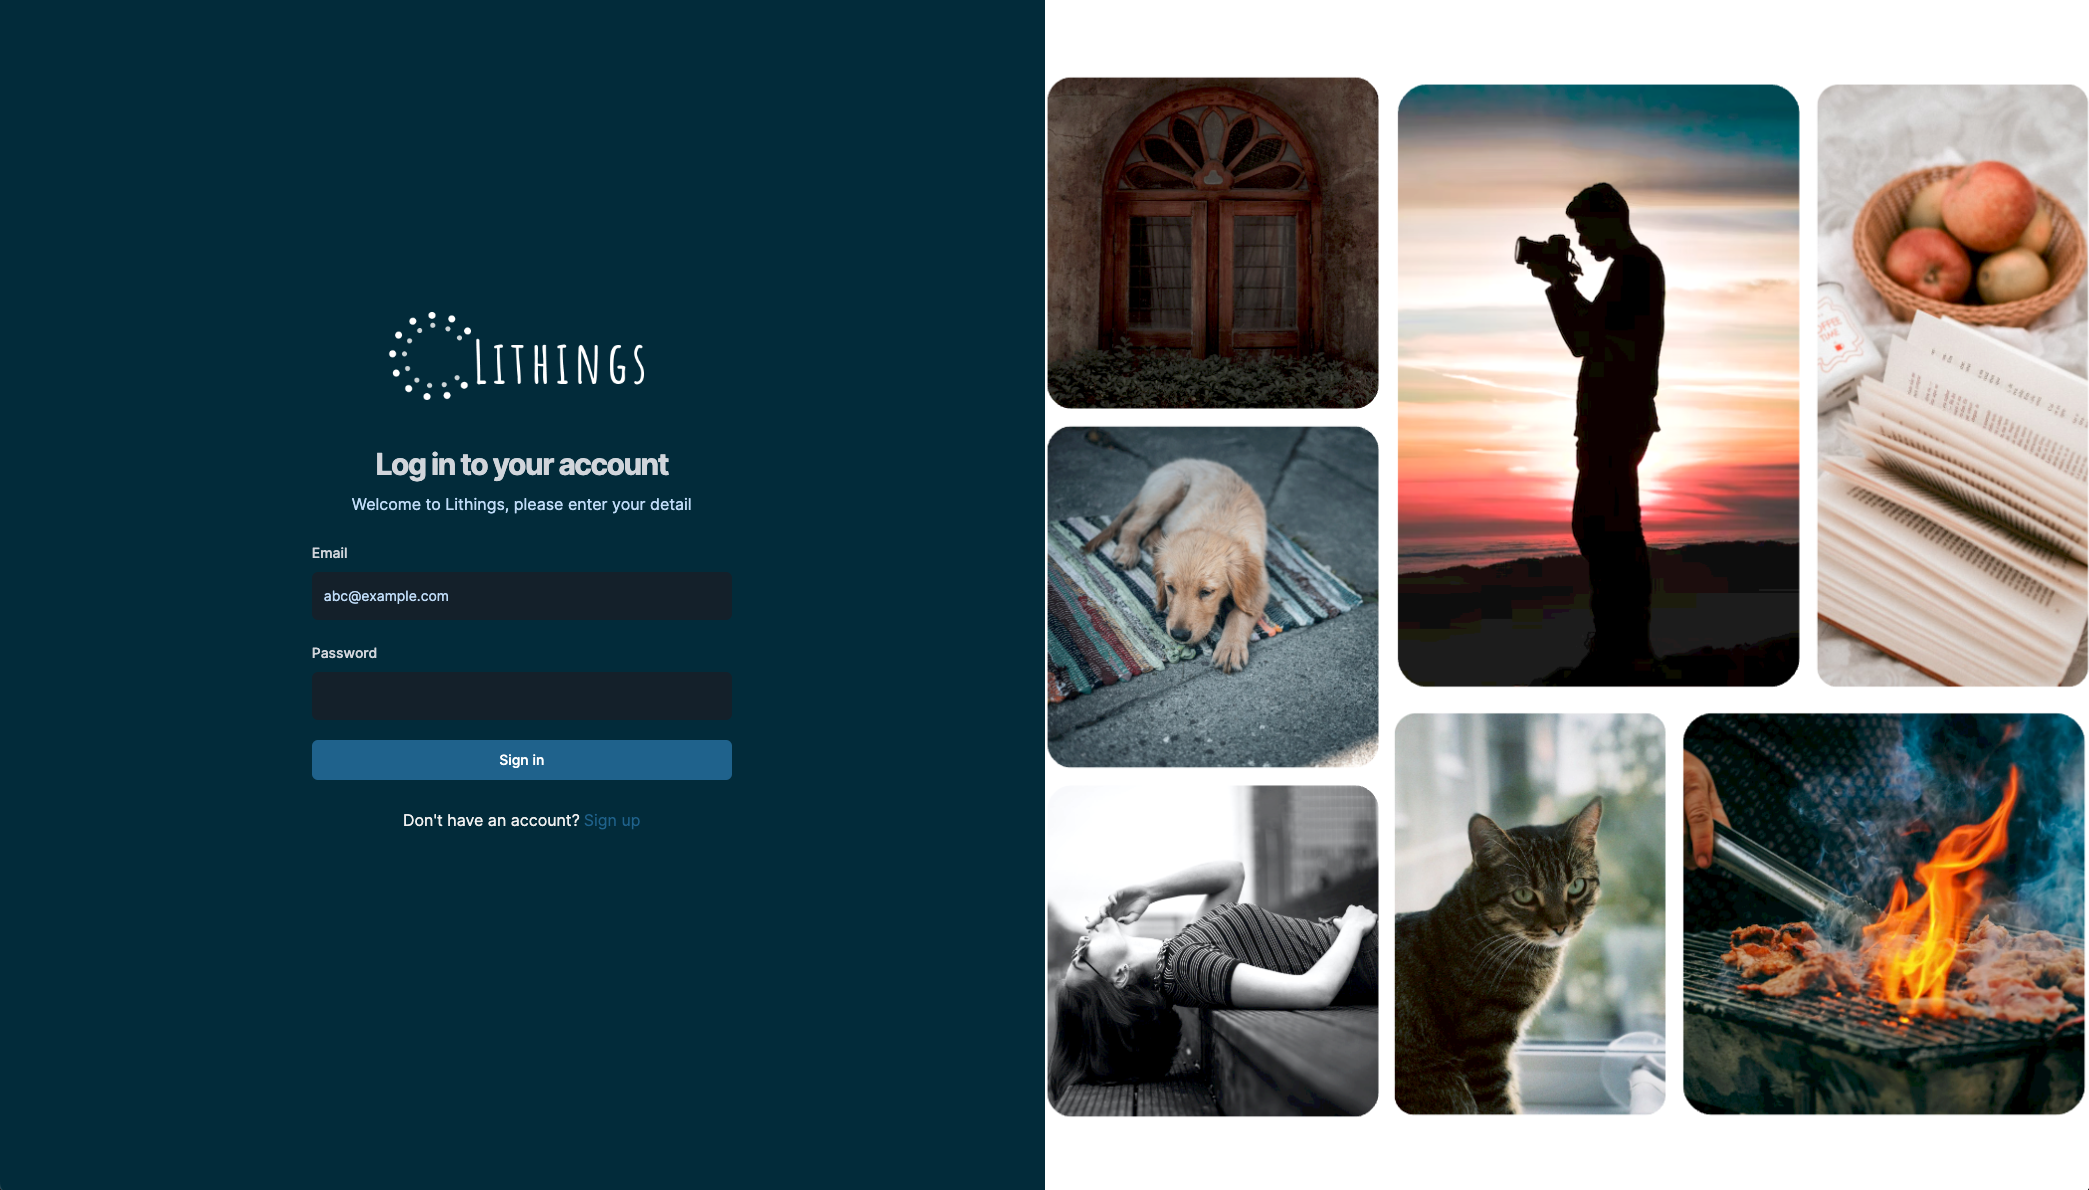 LITHINGS
Log in to your account
Welcome to Lithings, please enter your detail
Email
abc@example.com
Password
Sign in
Don't have an account? Sign up